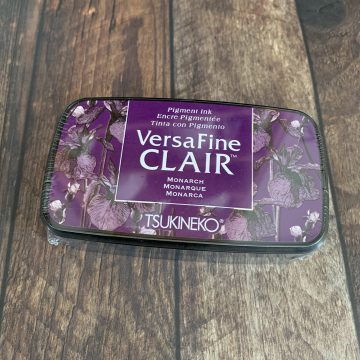 Pigment Ink
Encre Pigmentée
Tinta con Pigmento
VersaFine
CLAIR™
MONARCH
MONARQUE
MONARCA
TSUKINEKO®